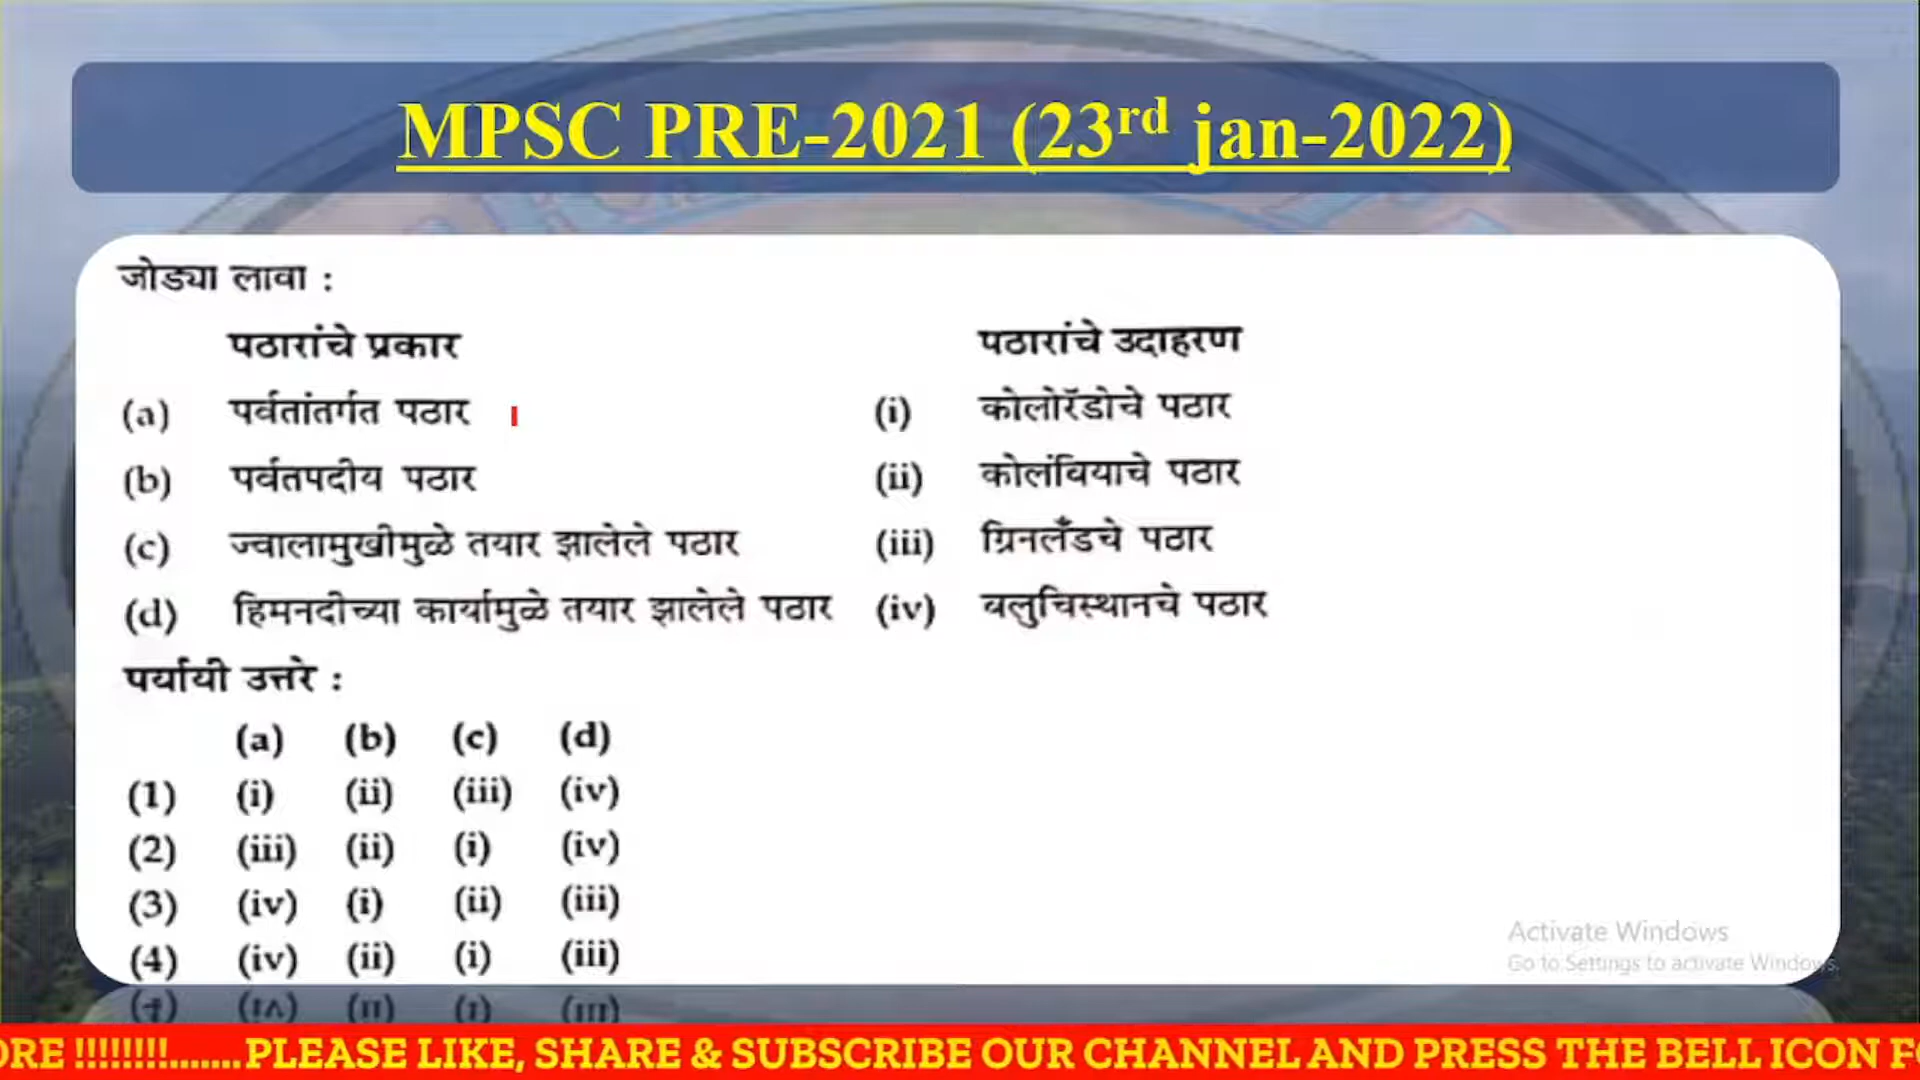 MPSC PRE-2021 (23rd jan-2022)
जोड्या लावा :
पठारांचे प्रकार पठारांचे उदाहरण
(a) पर्वतांतर्गत पठार (i) कोलोरॅडोचे पठार
(b) पर्वतपदीय पठार (ii) कोलंबियाचे पठार
(c) ज्वालामुखीमुळे तयार झालेले पठार (iii) ग्रिनलँडचे पठार
(d) हिमनदीच्या कार्यामुळे तयार झालेले पठार (iv) बलुचिस्थानचे पठार
पर्यायी उत्तरे :
(a) (b) (c) (d)
(1) (i) (ii) (iii) (iv)
(2) (iii) (ii) (i) (iv)
(3) (iv) (i) (ii) (iii)
(4) (iv) (ii) (i) (iii)
Activate Windows
Go to Settings to activate Windows.
ORE !!!!!!!!.......PLEASE LIKE, SHARE & SUBSCRIBE OUR CHANNEL AND PRESS THE BELL ICON F